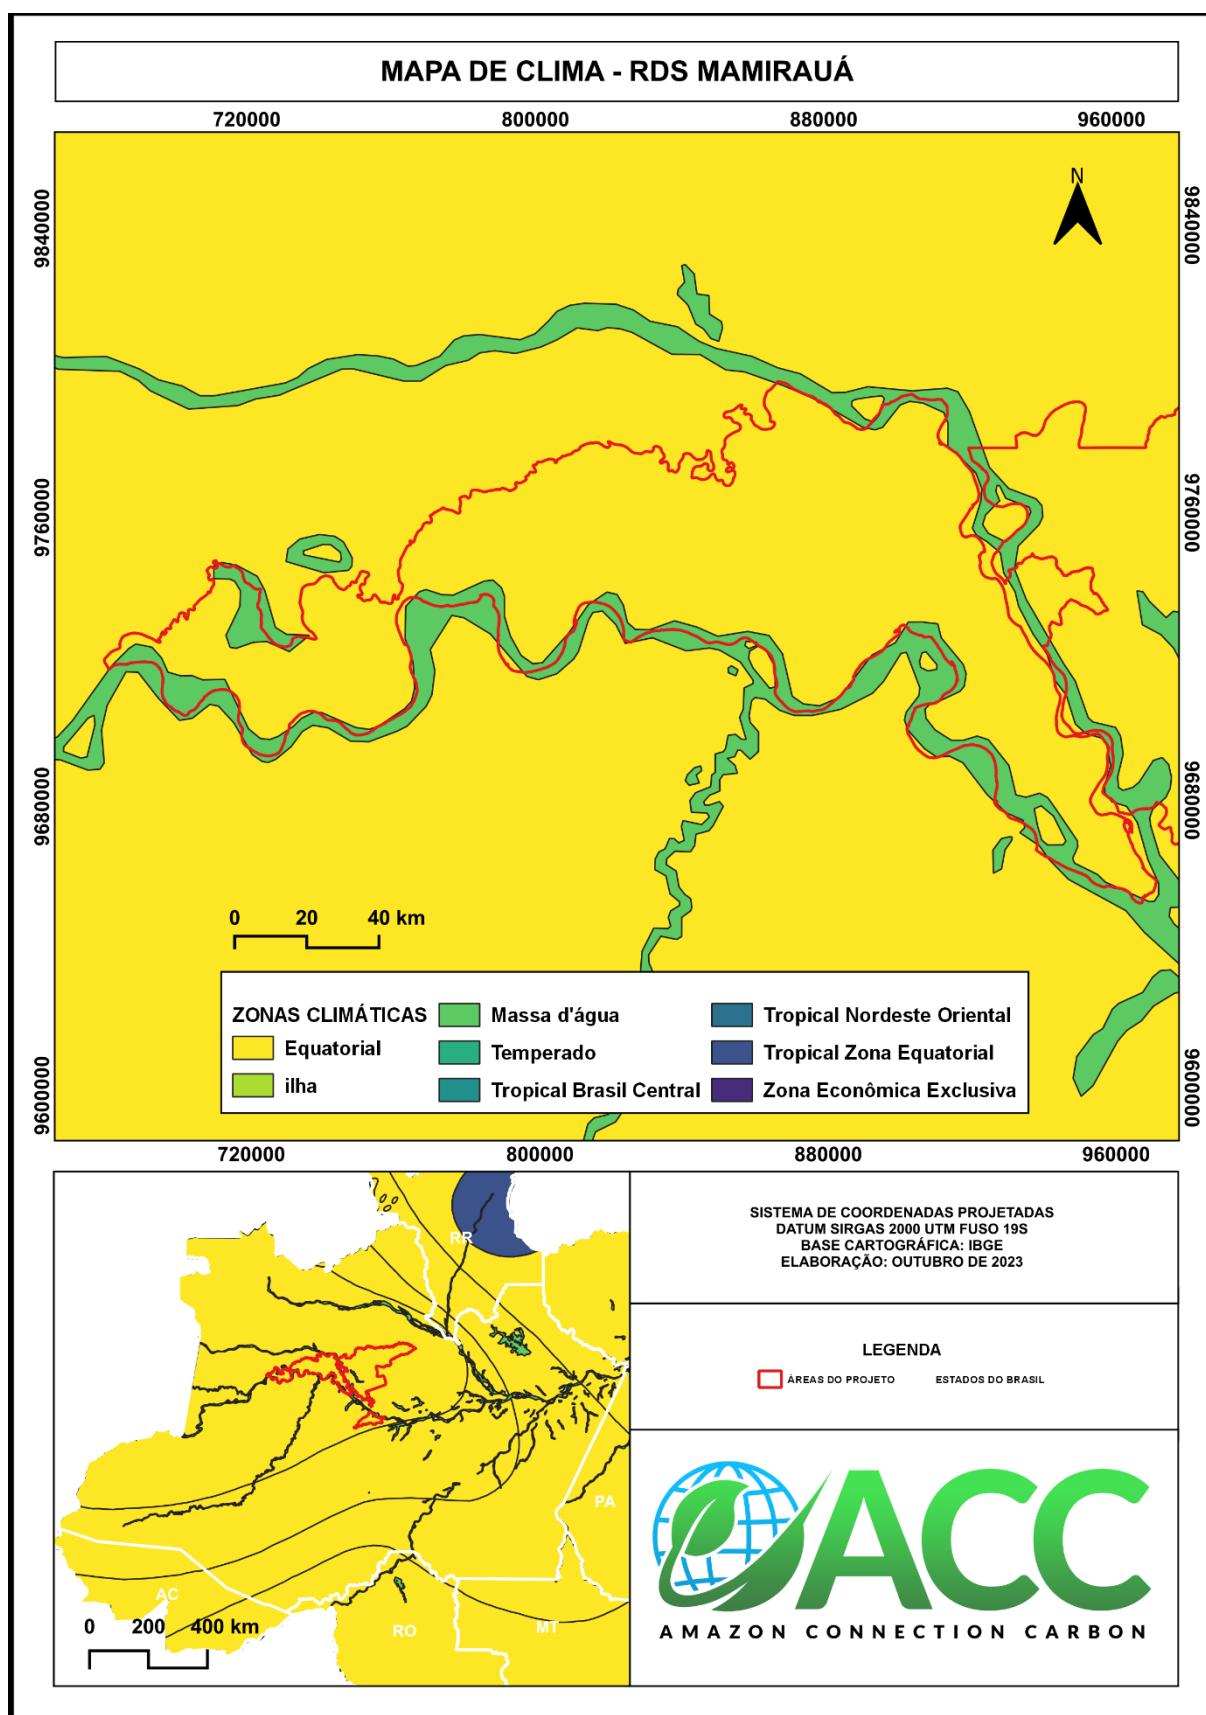 MAPA DE CLIMA - RDS MAMIRAUÁ
720000 800000 880000 960000
N
9840000 9840000
9760000 9760000
9680000 9680000
9600000 9600000
0 20 40 km
ZONAS CLIMÁTICAS
Equatorial
ilha
Massa d'água
Temperado
Tropical Brasil Central
Tropical Nordeste Oriental
Tropical Zona Equatorial
Zona Econômica Exclusiva
720000 800000 880000 960000
RR
PA
AC
RO
MT
0 200 400 km
SISTEMA DE COORDENADAS PROJETADAS
DATUM SIRGAS 2000 UTM FUSO 19S
BASE CARTOGRÁFICA: IBGE
ELABORAÇÃO: OUTUBRO DE 2023
LEGENDA
ÁREAS DO PROJETO ESTADOS DO BRASIL
ACC
AMAZON CONNECTION CARBON